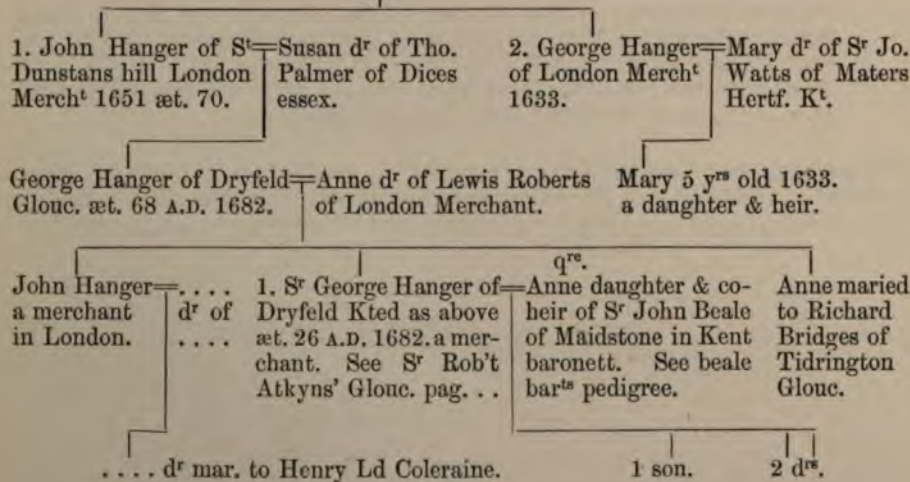 1. John Hanger of Sᵗ
Dunstans hill London
Merchᵗ 1651 æt. 70.
Susan dʳ of Tho.
Palmer of Dices
essex.
2. George Hanger
of London Merchᵗ
1633.
Mary dʳ of Sʳ Jo.
Watts of Maters
Hertf. Kᵗ.
George Hanger of Dryfeld
Glouc. æt. 68 A.D. 1682.
Anne dʳ of Lewis Roberts
of London Merchant.
Mary 5 yʳˢ old 1633.
a daughter & heir.
John Hanger
a merchant
in London.
. . . .
dʳ of
. . . .
1. Sʳ George Hanger of
Dryfeld Kted as above
æt. 26 A.D. 1682. a mer-
chant. See Sʳ Rob't
Atkyns' Glouc. pag. . .
qʳᵉ.
Anne daughter & co-
heir of Sʳ John Beale
of Maidstone in Kent
baronett. See beale
barᵗˢ pedigree.
Anne maried
to Richard
Bridges of
Tidrington
Glouc.
. . . . dʳ mar. to Henry Ld Coleraine.
1 son.
2 dʳˢ.